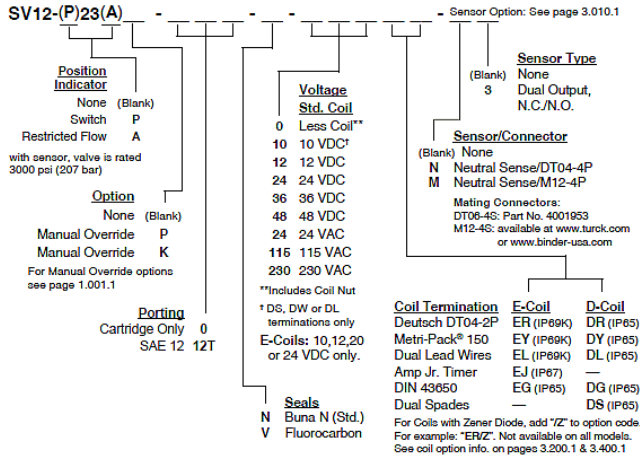 SV12-(P)23(A)_ - _ _ _ - _ - _ _ _ _ _ - _ _ Sensor Option: See page 3.010.1
Position
Indicator
None (Blank)
Switch P
Restricted Flow A
with sensor, valve is rated
3000 psi (207 bar)
Option
None (Blank)
Manual Override P
Manual Override K
For Manual Override options
see page 1.001.1
Porting
Cartridge Only 0
SAE 12 12T
Seals
N Buna N (Std.)
V Fluorocarbon
Voltage
Std. Coil
0 Less Coil**
10 10 VDC†
12 12 VDC
24 24 VDC
36 36 VDC
48 48 VDC
24 24 VAC
115 115 VAC
230 230 VAC
**Includes Coil Nut
† DS, DW or DL
terminations only
E-Coils: 10,12,20
or 24 VDC only.
Sensor Type
(Blank) None
3 Dual Output,
N.C./N.O.
Sensor/Connector
(Blank) None
N Neutral Sense/DT04-4P
M Neutral Sense/M12-4P
Mating Connectors:
DT06-4S: Part No. 4001953
M12-4S: available at www.turck.com
or www.binder-usa.com
Coil Termination E-Coil D-Coil
Deutsch DT04-2P ER (IP69K) DR (IP65)
Metri-Pack® 150 EY (IP69K) DY (IP65)
Dual Lead Wires EL (IP69K) DL (IP65)
Amp Jr. Timer EJ (IP67) —
DIN 43650 EG (IP65) DG (IP65)
Dual Spades — DS (IP65)
For Coils with Zener Diode, add "/Z" to option code.
For example: "ER/Z". Not available on all models.
See coil option info. on pages 3.200.1 & 3.400.1